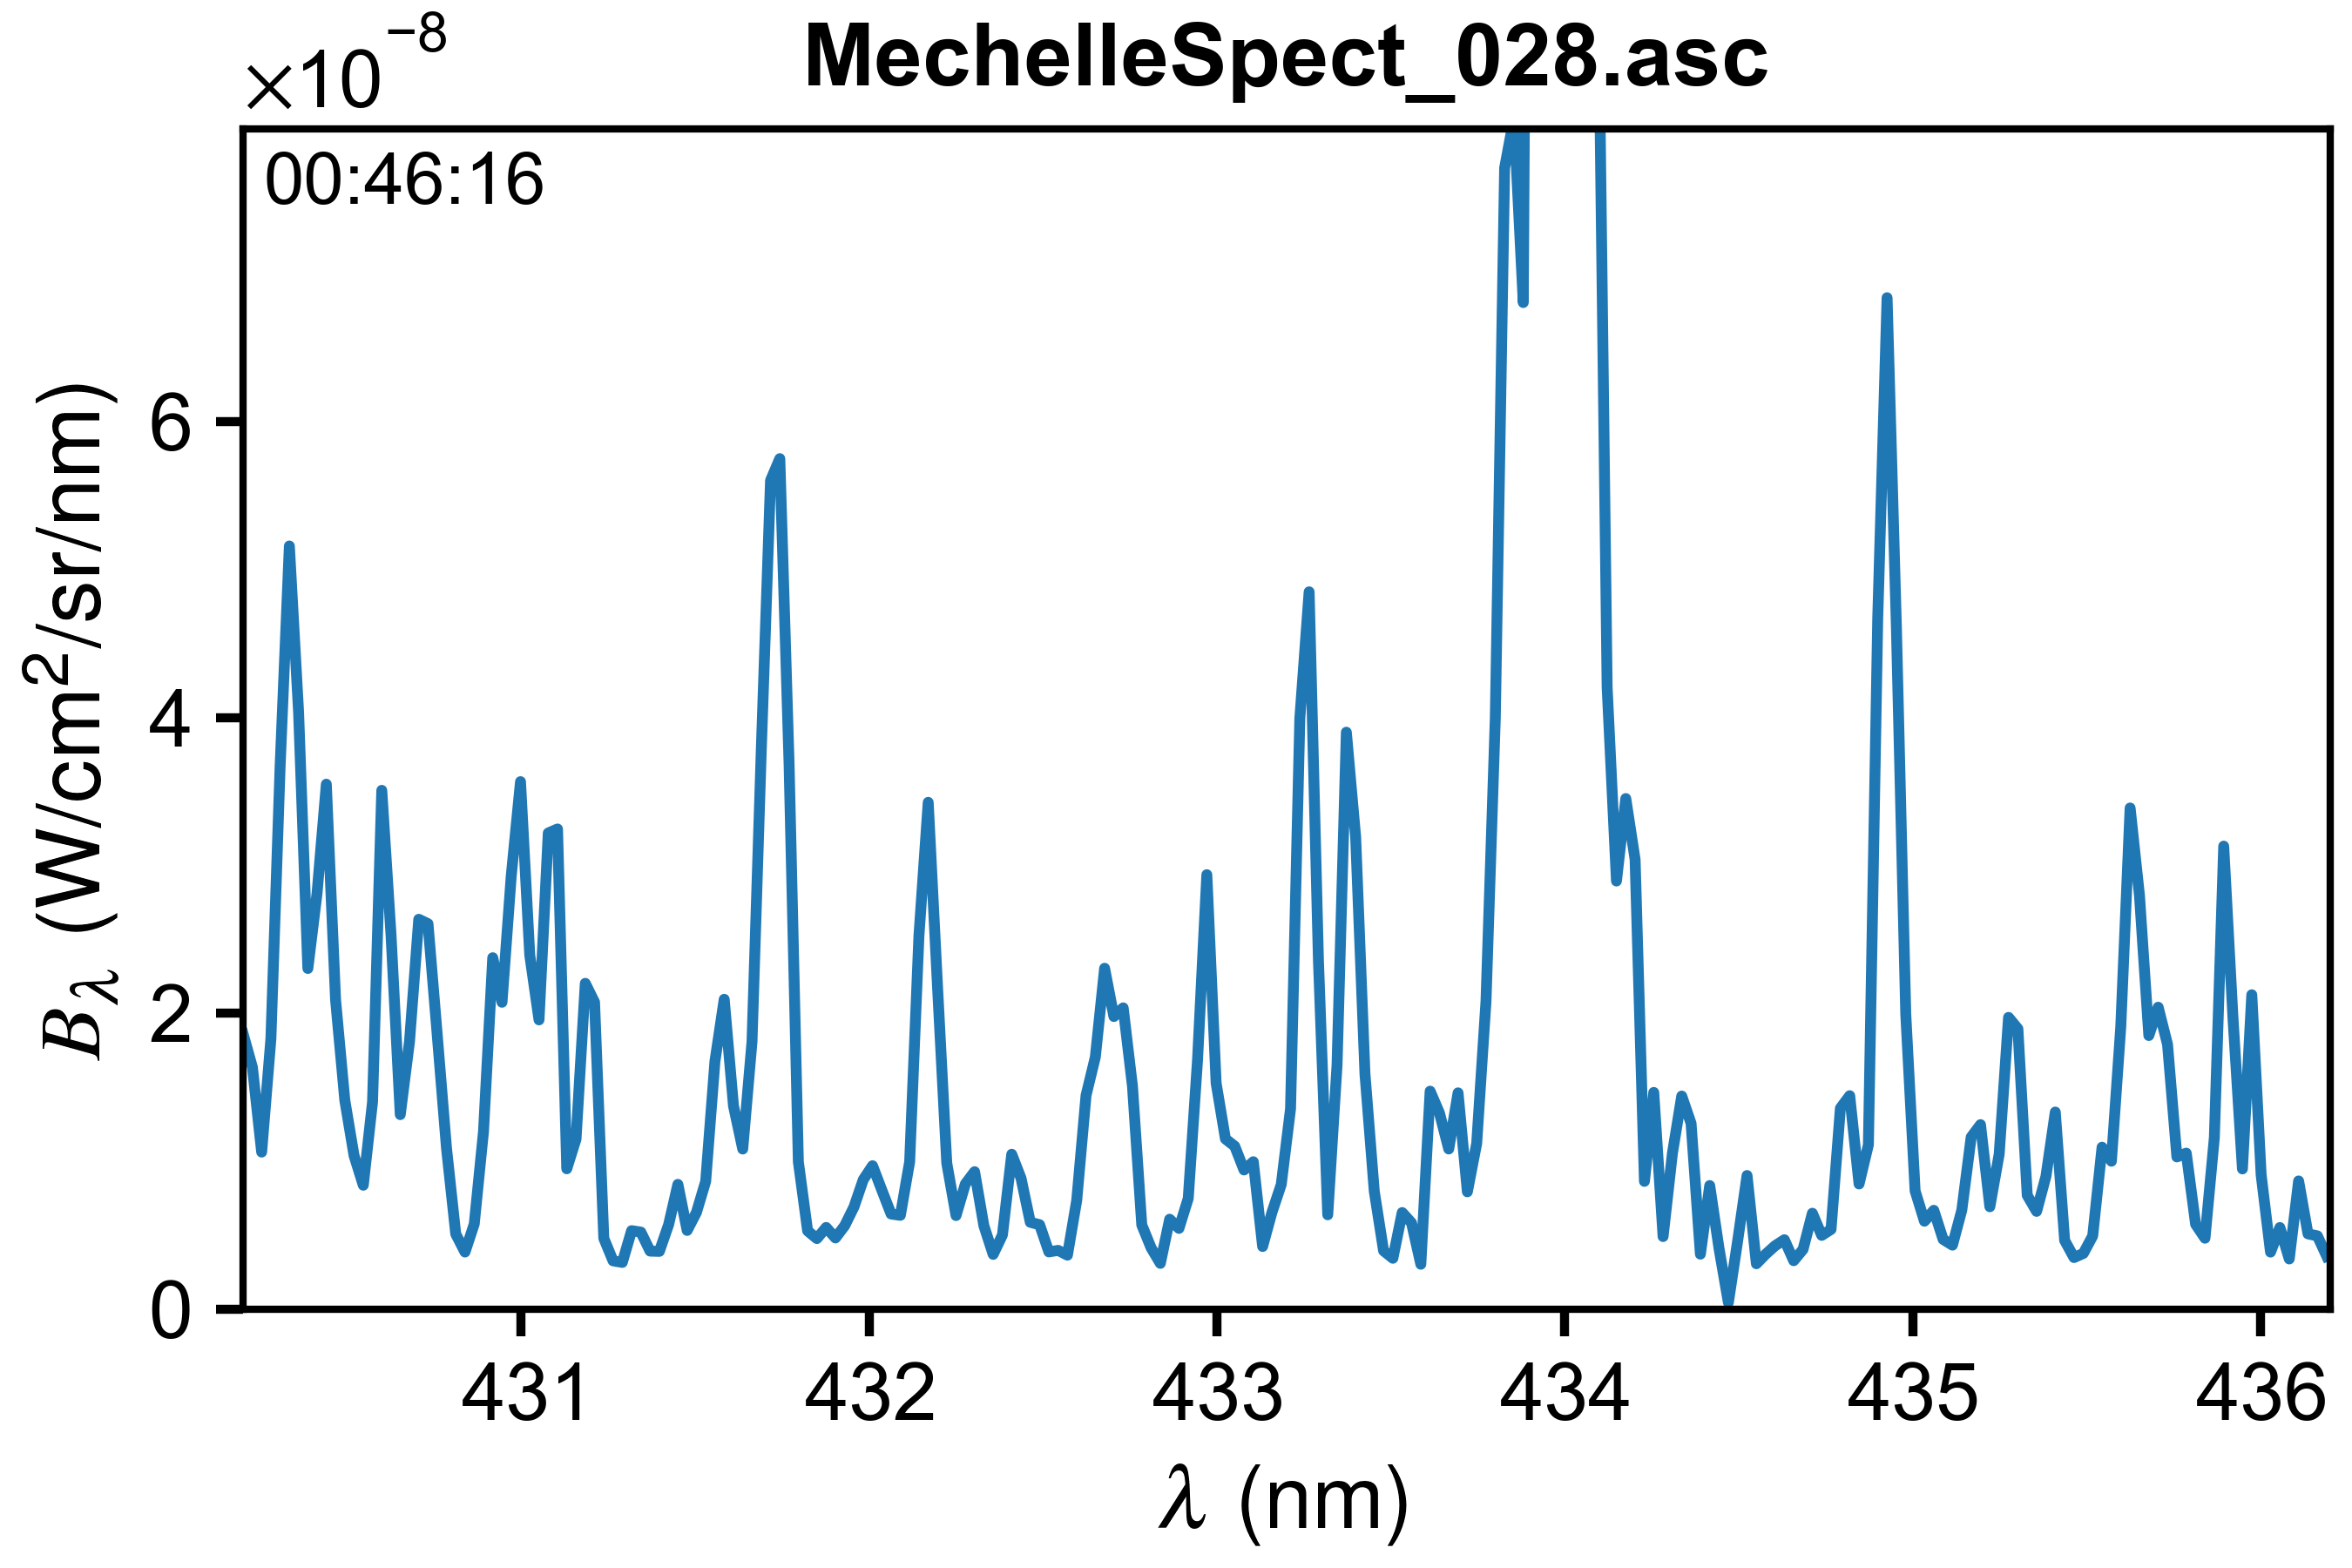 ×10⁻⁸
MechelleSpect_028.asc
00:46:16
B_λ (W/cm²/sr/nm)
6
4
2
0
431 432 433 434 435 436
λ (nm)